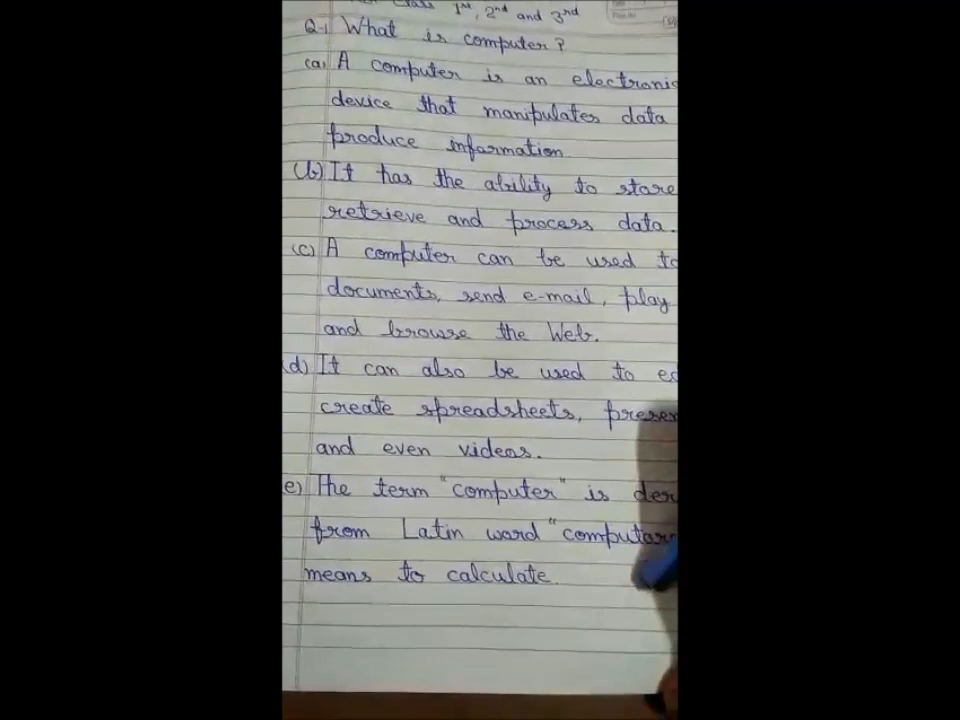 Class 1st, 2nd and 3rd
Q-1 What is computer?
(a) A computer is an electronic
device that manipulates data
produce information
(b) It has the ability to store
retrieve and process data.
(c) A computer can be used to
documents, send e-mail, play
and browse the Web.
(d) It can also be used to
create spreadsheets,
and even videos.
e) The term "computer" is
from Latin word "computar
means to calculate.